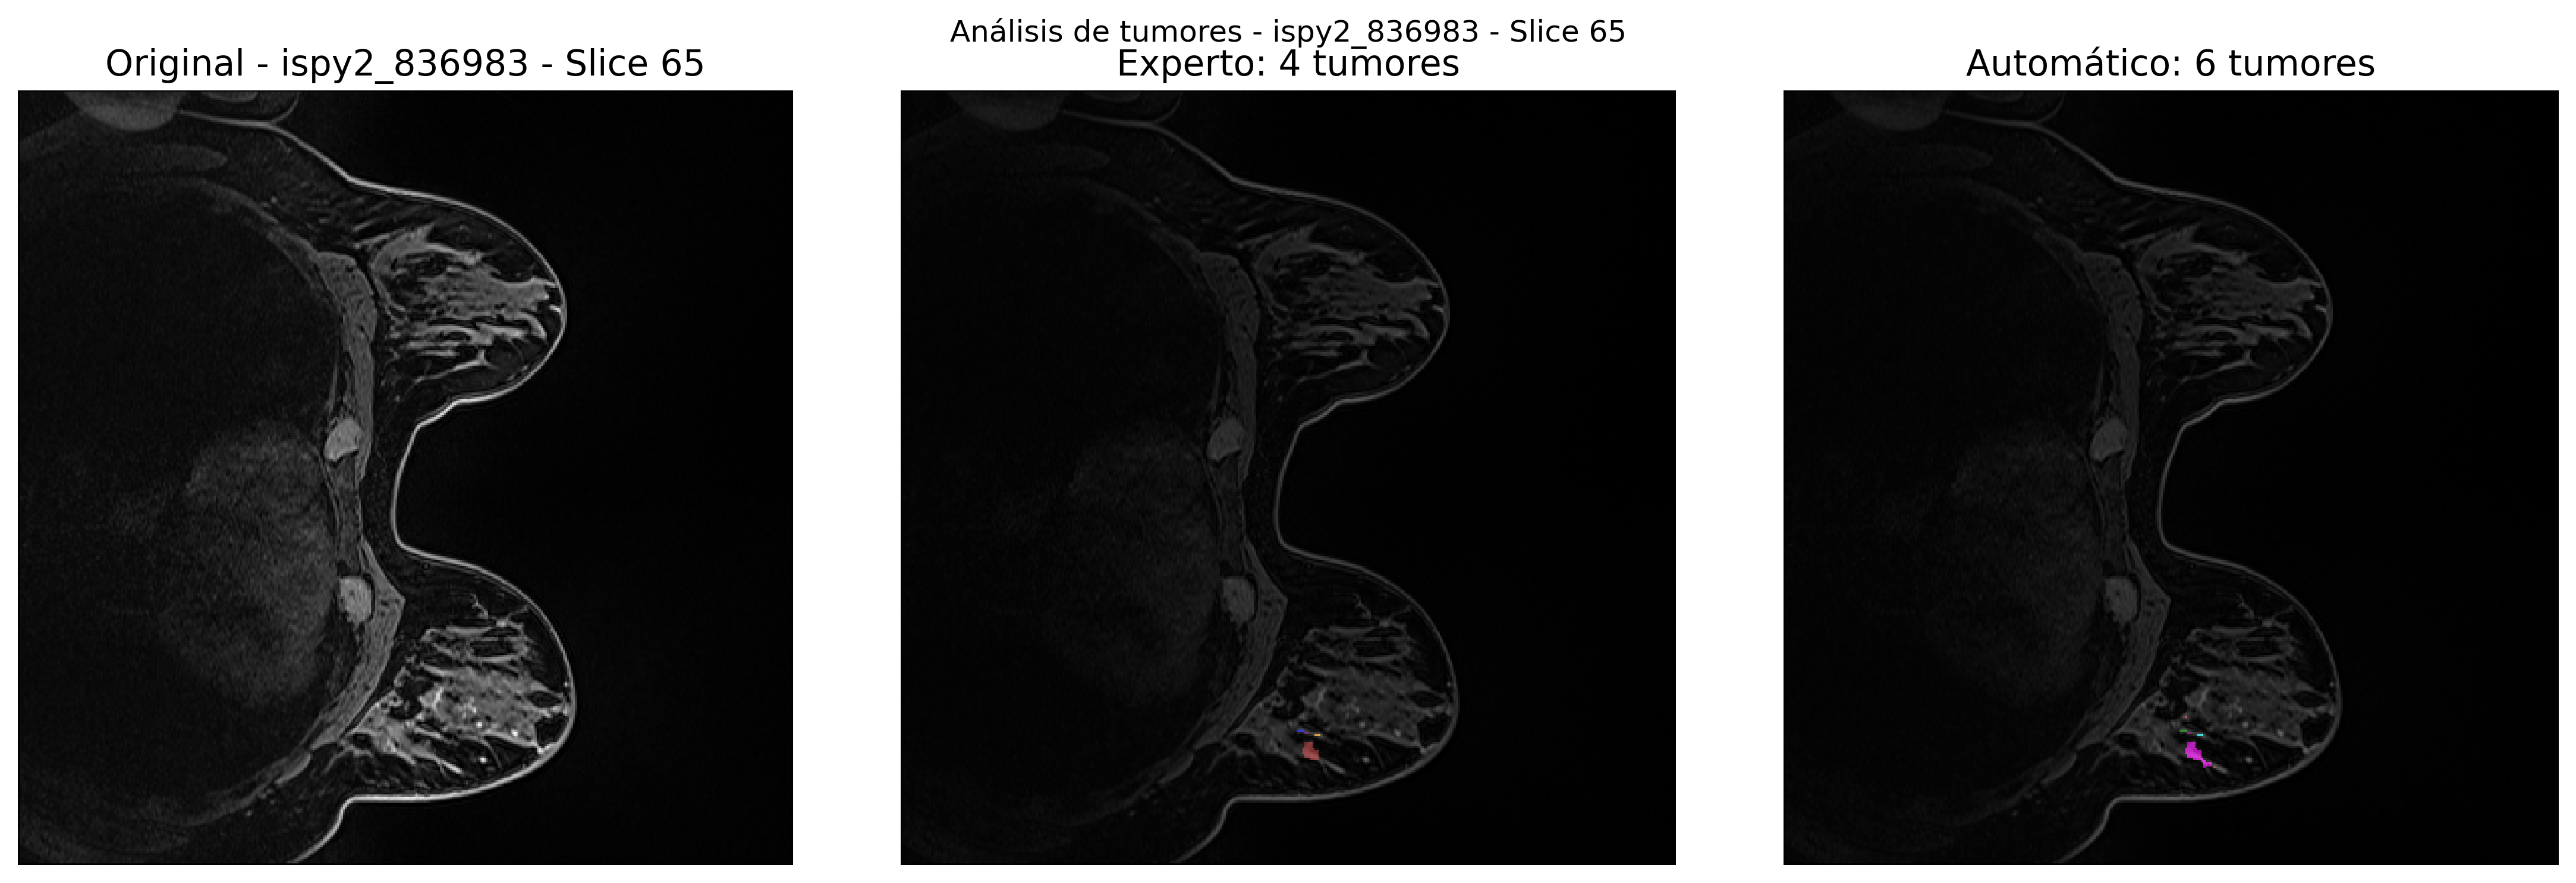 Análisis de tumores - ispy2_836983 - Slice 65
Original - ispy2_836983 - Slice 65
Experto: 4 tumores
Automático: 6 tumores